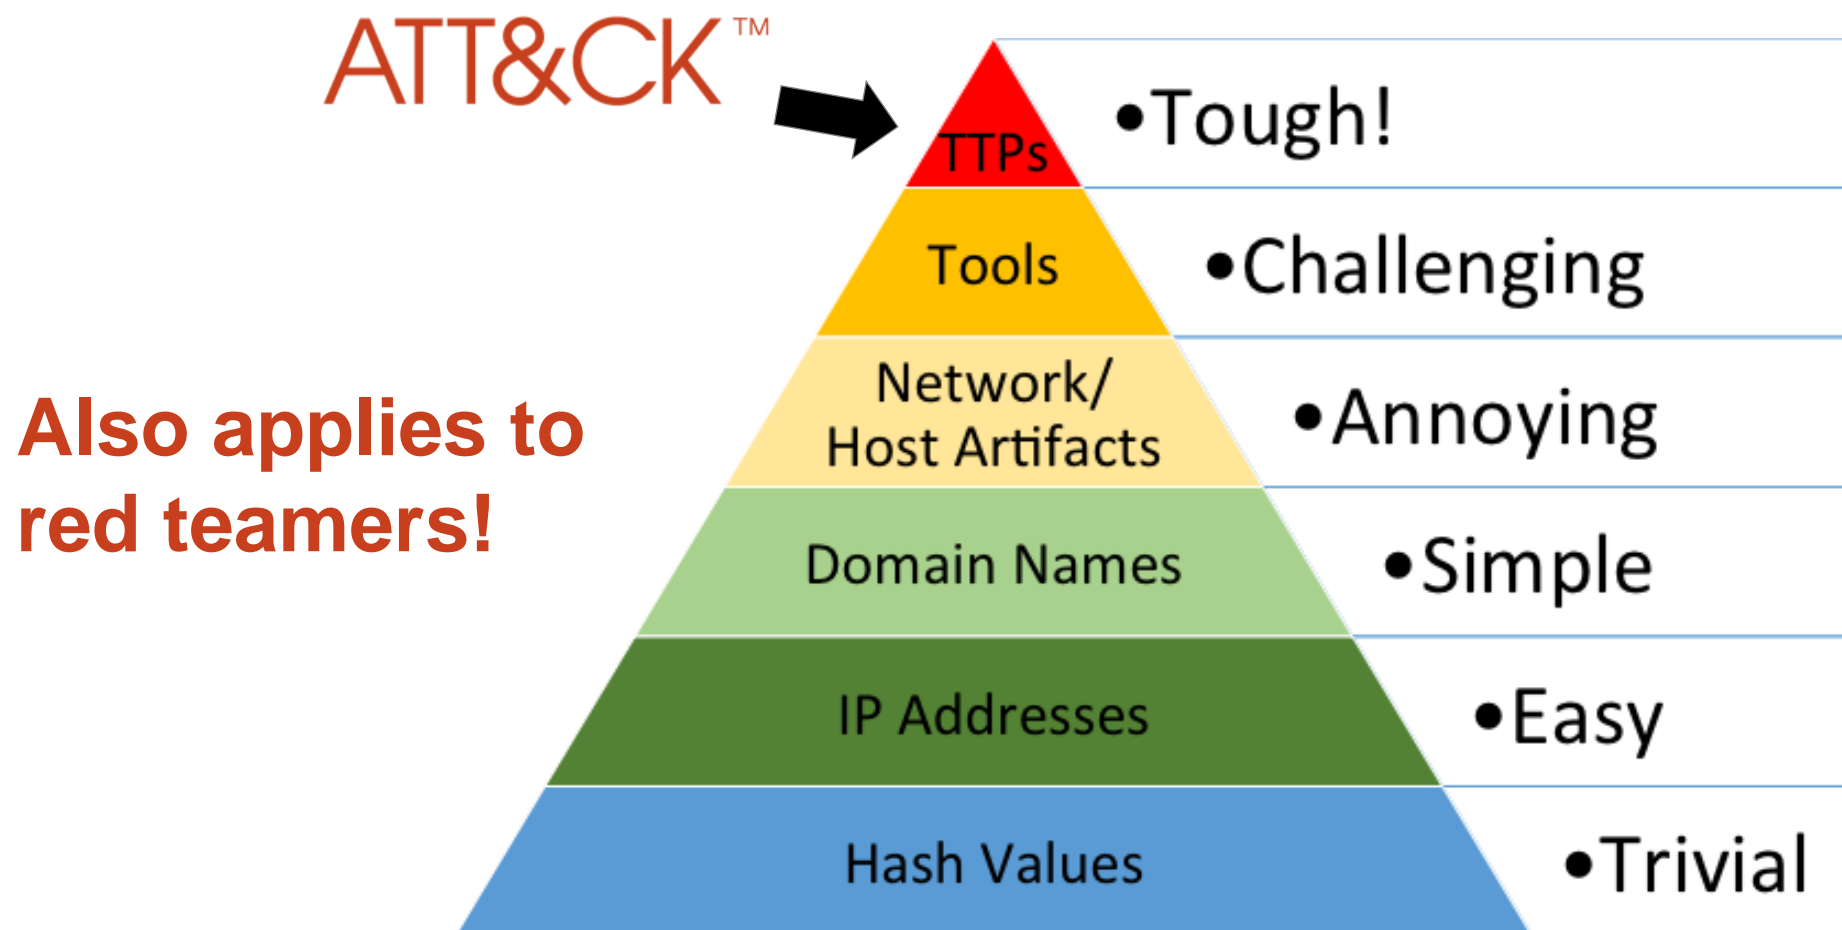 ATT&CK™
TTPs
•Tough!
Tools
•Challenging
Network/
Host Artifacts
•Annoying
Also applies to
red teamers!
Domain Names
•Simple
IP Addresses
•Easy
Hash Values
•Trivial